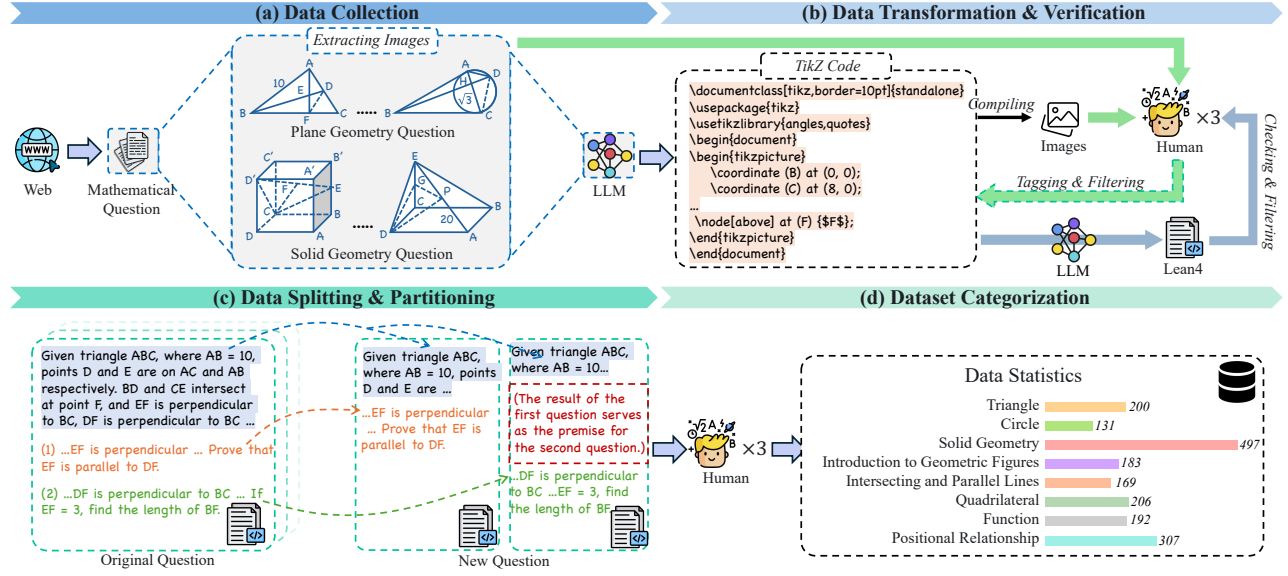 (a) Data Collection
(b) Data Transformation & Verification
Extracting Images
A
10
E
D
B
F
C
.....
A
D
H
√3
B
C
Plane Geometry Question
C′
B′
D′
A′
F
E
C
B
D
A
.....
E
G
P
C
B
20
D
A
Solid Geometry Question
WWW
Web
Mathematical
Question
LLM
TikZ Code
\documentclass[tikz,border=10pt]{standalone}
\usepackage{tikz}
\usetikzlibrary{angles,quotes}
\begin{document}
\begin{tikzpicture}
\coordinate (B) at (0, 0);
\coordinate (C) at (8, 0);
...
\node[above] at (F) {$F$};
\end{tikzpicture}
\end{document}
Compiling
Images
×3
Human
Tagging & Filtering
Checking & Filtering
LLM
Lean4
(c) Data Splitting & Partitioning
(d) Dataset Categorization
Given triangle ABC, where AB = 10,
points D and E are on AC and AB
respectively. BD and CE intersect
at point F, and EF is perpendicular
to BC, DF is perpendicular to BC ...
(1) ...EF is perpendicular ... Prove that
EF is parallel to DF.
(2) ...DF is perpendicular to BC ... If
EF = 3, find the length of BF.
Original Question
Given triangle ABC,
where AB = 10, points
D and E are ...
...EF is perpendicular
... Prove that EF is
parallel to DF.
Given triangle ABC,
where AB = 10...
(The result of the
first question serves
as the premise for
the second question.)
...DF is perpendicular
to BC ...EF = 3, find
the length of BF.
New Question
×3
Human
Data Statistics
Triangle 200
Circle 131
Solid Geometry 497
Introduction to Geometric Figures 183
Intersecting and Parallel Lines 169
Quadrilateral 206
Function 192
Positional Relationship 307